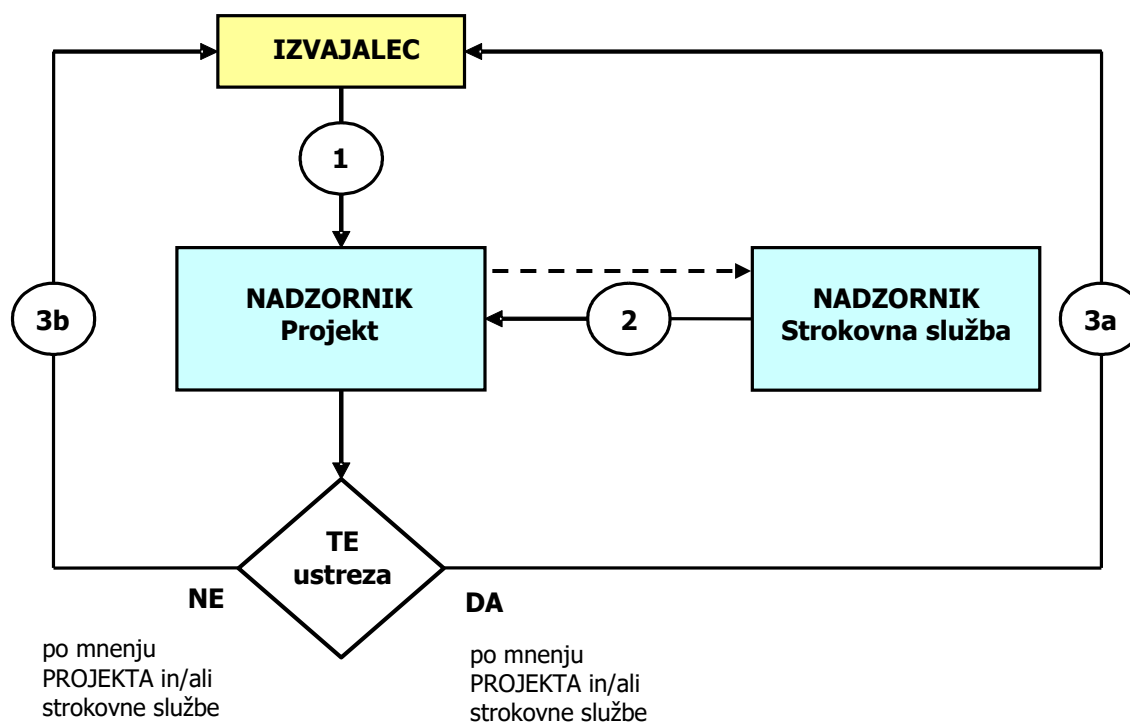 IZVAJALEC
1
NADZORNIK
Projekt
2
NADZORNIK
Strokovna služba
3b
3a
TE
ustreza
NE
DA
po mnenju
PROJEKTA in/ali
strokovne službe
po mnenju
PROJEKTA in/ali
strokovne službe